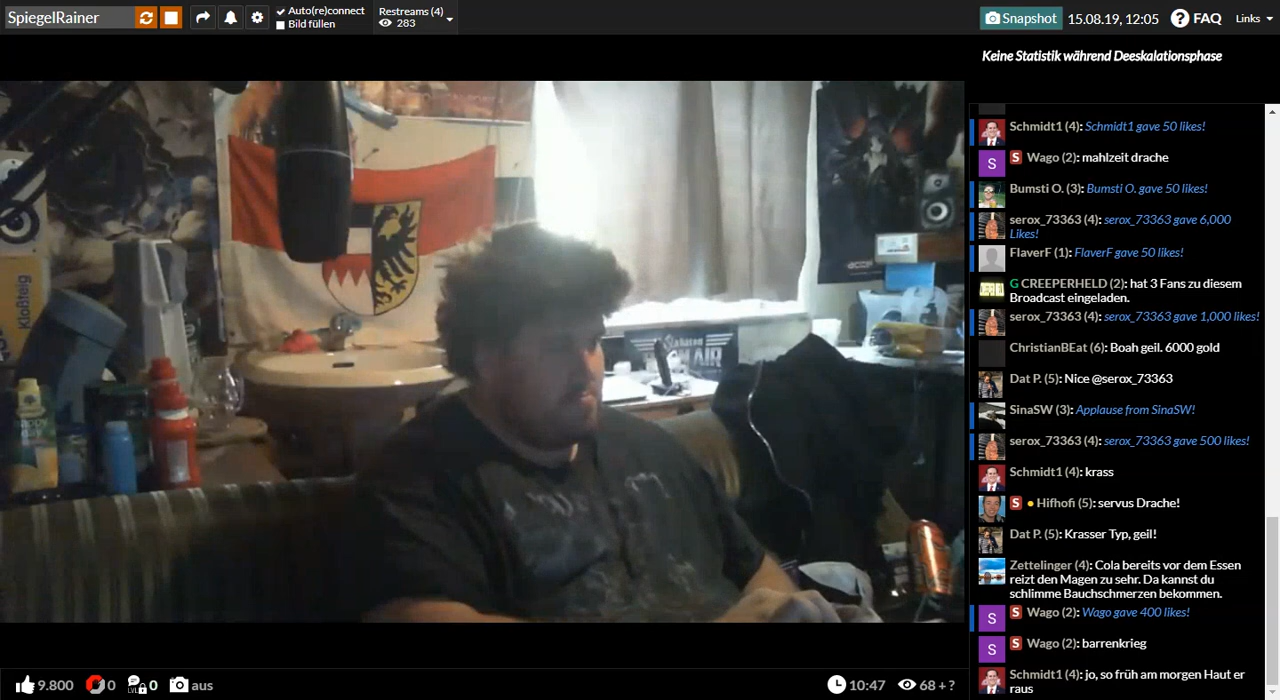 SpiegelRainer
Auto(re)connect
Bild füllen
Restreams (4)
283
Snapshot
15.08.19, 12:05
FAQ
Links
Keine Statistik während Deeskalationsphase
Schmidt1 (4): Schmidt1 gave 50 likes!
S
S Wago (2): mahlzeit drache
Bumsti O. (3): Bumsti O. gave 50 likes!
serox_73363 (4): serox_73363 gave 6,000
Likes!
FlaverF (1): FlaverF gave 50 likes!
G CREEPERHELD (2): hat 3 Fans zu diesem
Broadcast eingeladen.
serox_73363 (4): serox_73363 gave 1,000 likes!
ChristianBEat (6): Boah geil. 6000 gold
Dat P. (5): Nice @serox_73363
SinaSW (3): Applause from SinaSW!
serox_73363 (4): serox_73363 gave 500 likes!
Schmidt1 (4): krass
S Hifhofi (5): servus Drache!
Dat P. (5): Krasser Typ, geil!
Zettelinger (4): Cola bereits vor dem Essen
reizt den Magen zu sehr. Da kannst du
schlimme Bauchschmerzen bekommen.
S
S Wago (2): Wago gave 400 likes!
S
S Wago (2): barrenkrieg
Schmidt1 (4): jo, so früh am morgen Haut er
raus
kloßteig
9.800
0
LVL
0
aus
10:47
68 + ?